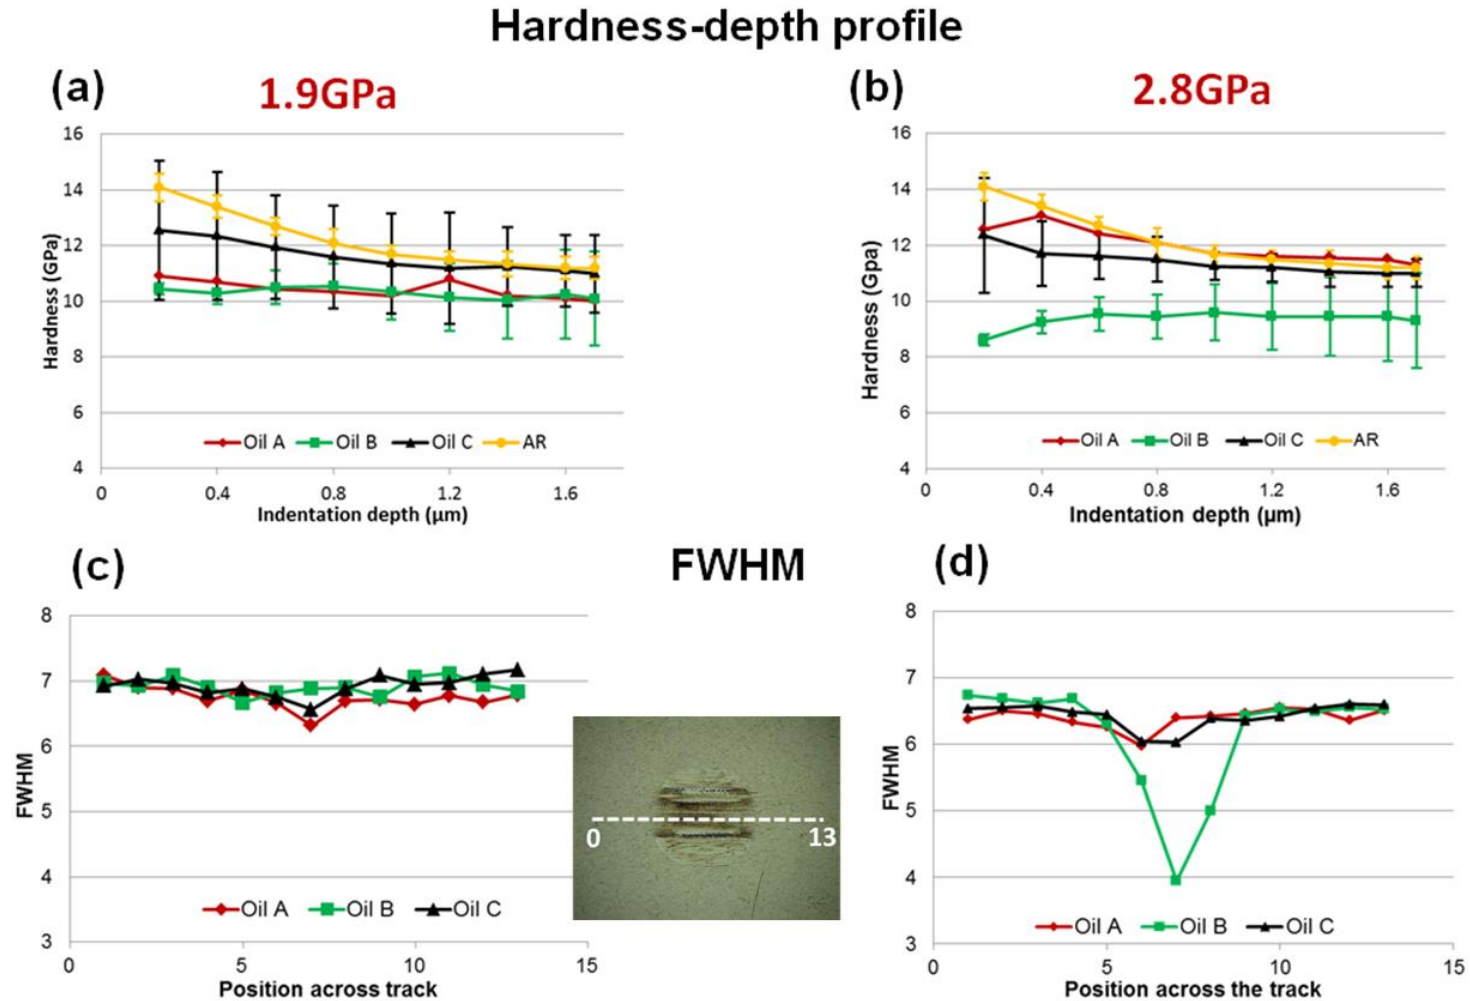 Hardness-depth profile
(a)
1.9GPa
16
14
12
10
8
6
4
Hardness (GPa)
Oil A
Oil B
Oil C
AR
0
0.4
0.8
1.2
1.6
Indentation depth (µm)
(b)
2.8GPa
16
14
12
10
8
6
4
Hardness (Gpa)
Oil A
Oil B
Oil C
AR
0
0.4
0.8
1.2
1.6
Indentation depth (µm)
FWHM
(c)
8
7
6
5
4
3
FWHM
Oil A
Oil B
Oil C
0
5
10
15
Position across track
0
13
(d)
8
7
6
5
4
3
FWHM
Oil A
Oil B
Oil C
0
5
10
15
Position across the track